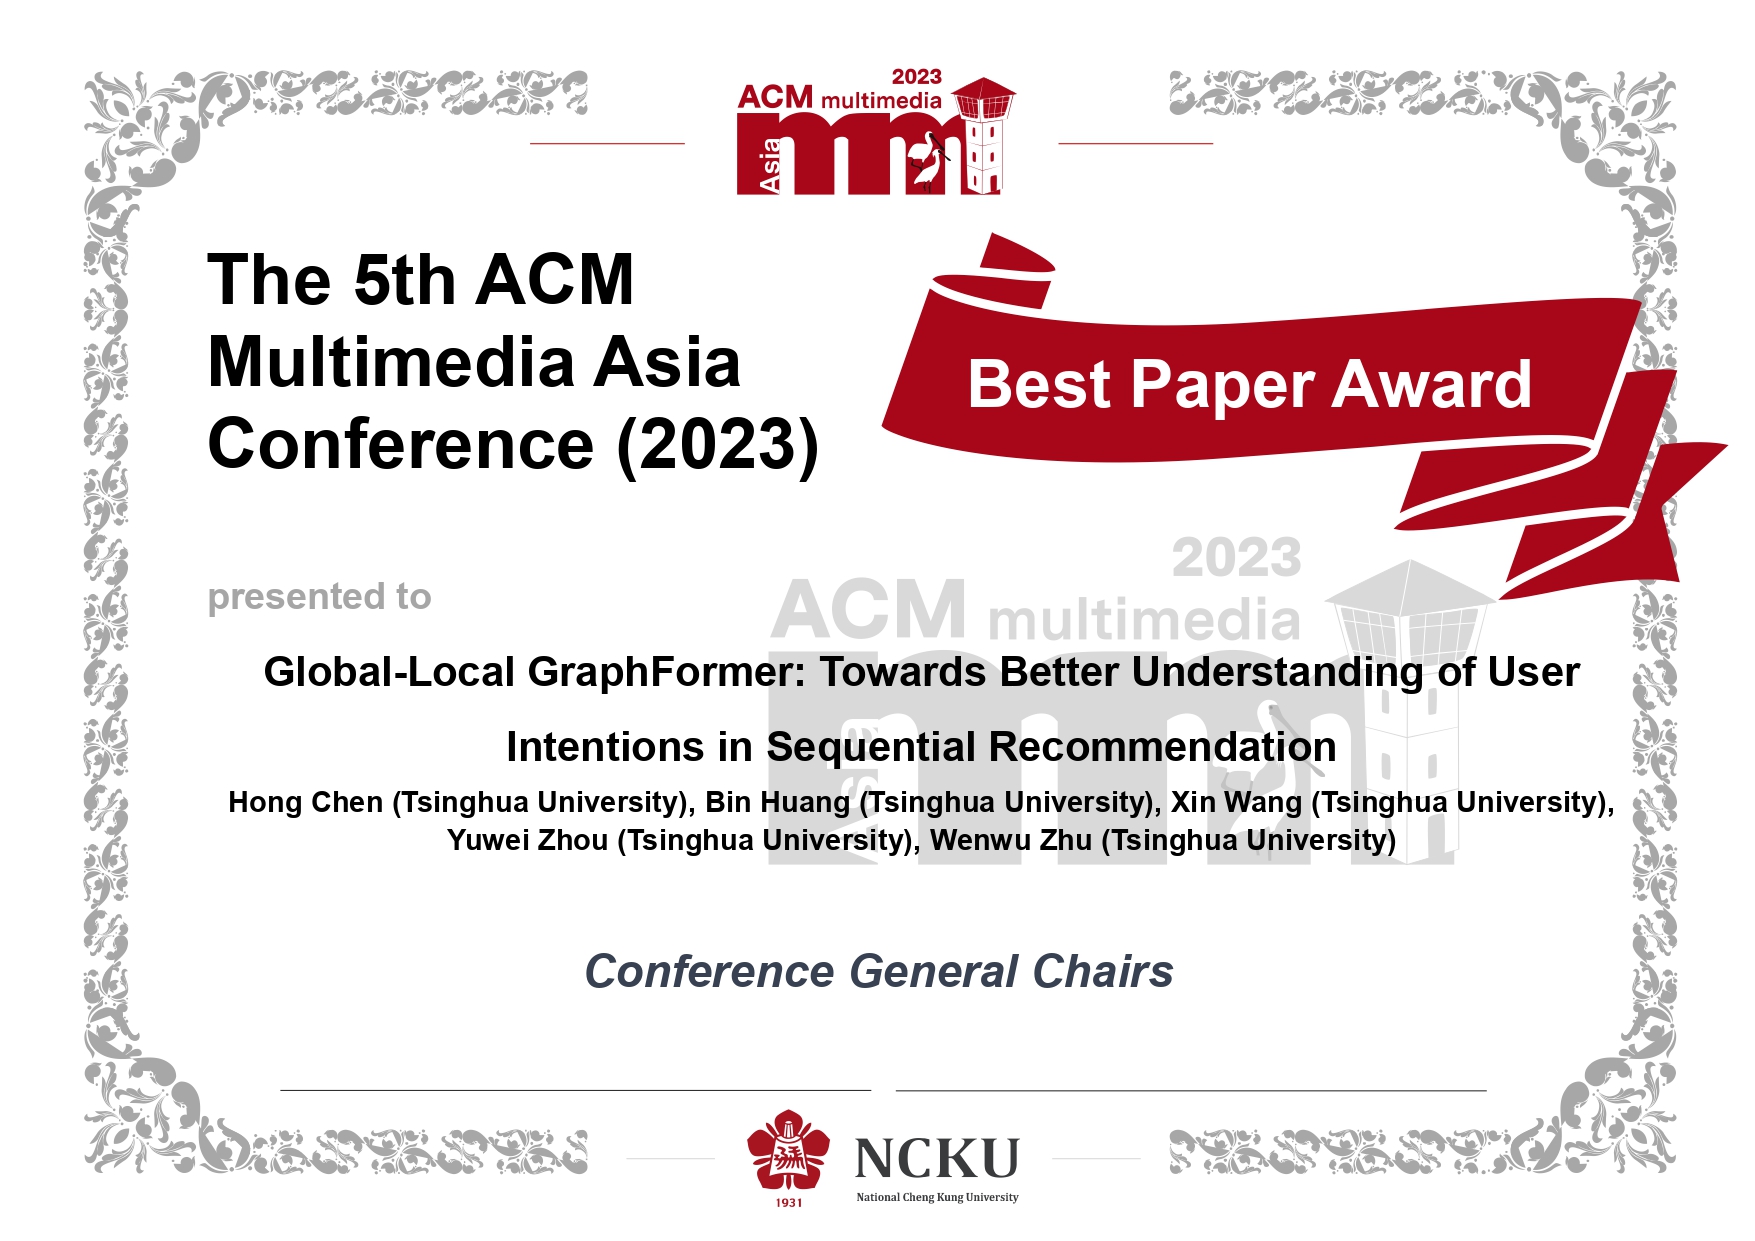 2023
ACM multimedia
Asia
mm
The 5th ACM
Multimedia Asia
Conference (2023)
Best Paper Award
2023
ACM multimedia
presented to
Global-Local GraphFormer: Towards Better Understanding of User
Intentions in Sequential Recommendation
Asia
mm
Hong Chen (Tsinghua University), Bin Huang (Tsinghua University), Xin Wang (Tsinghua University),
Yuwei Zhou (Tsinghua University), Wenwu Zhu (Tsinghua University)
Conference General Chairs
1931
NCKU
National Cheng Kung University